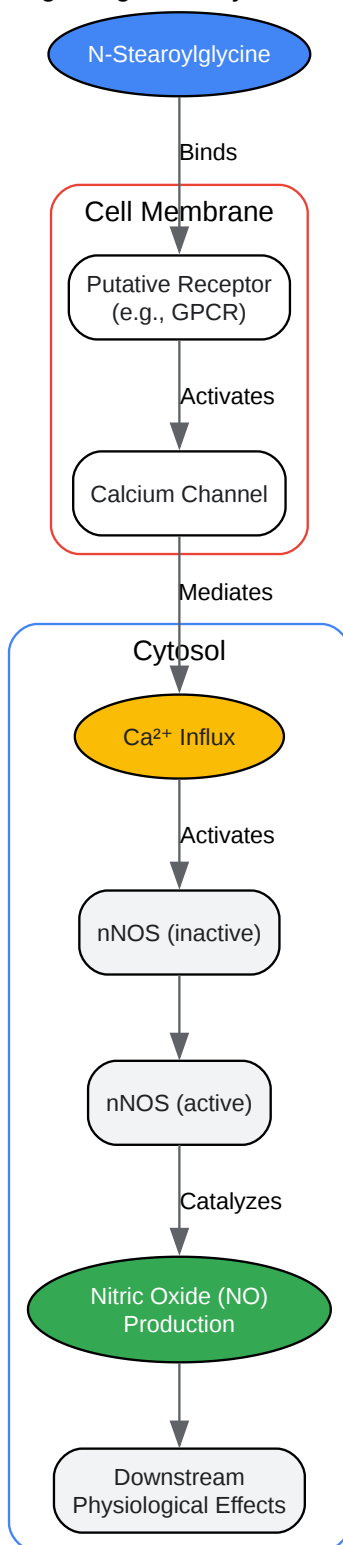 N-Stearoylglycine
Binds
Cell Membrane
Putative Receptor
(e.g., GPCR)
Activates
Calcium Channel
Mediates
Cytosol
Ca²⁺ Influx
Activates
nNOS (inactive)
nNOS (active)
Catalyzes
Nitric Oxide (NO)
Production
Downstream
Physiological Effects